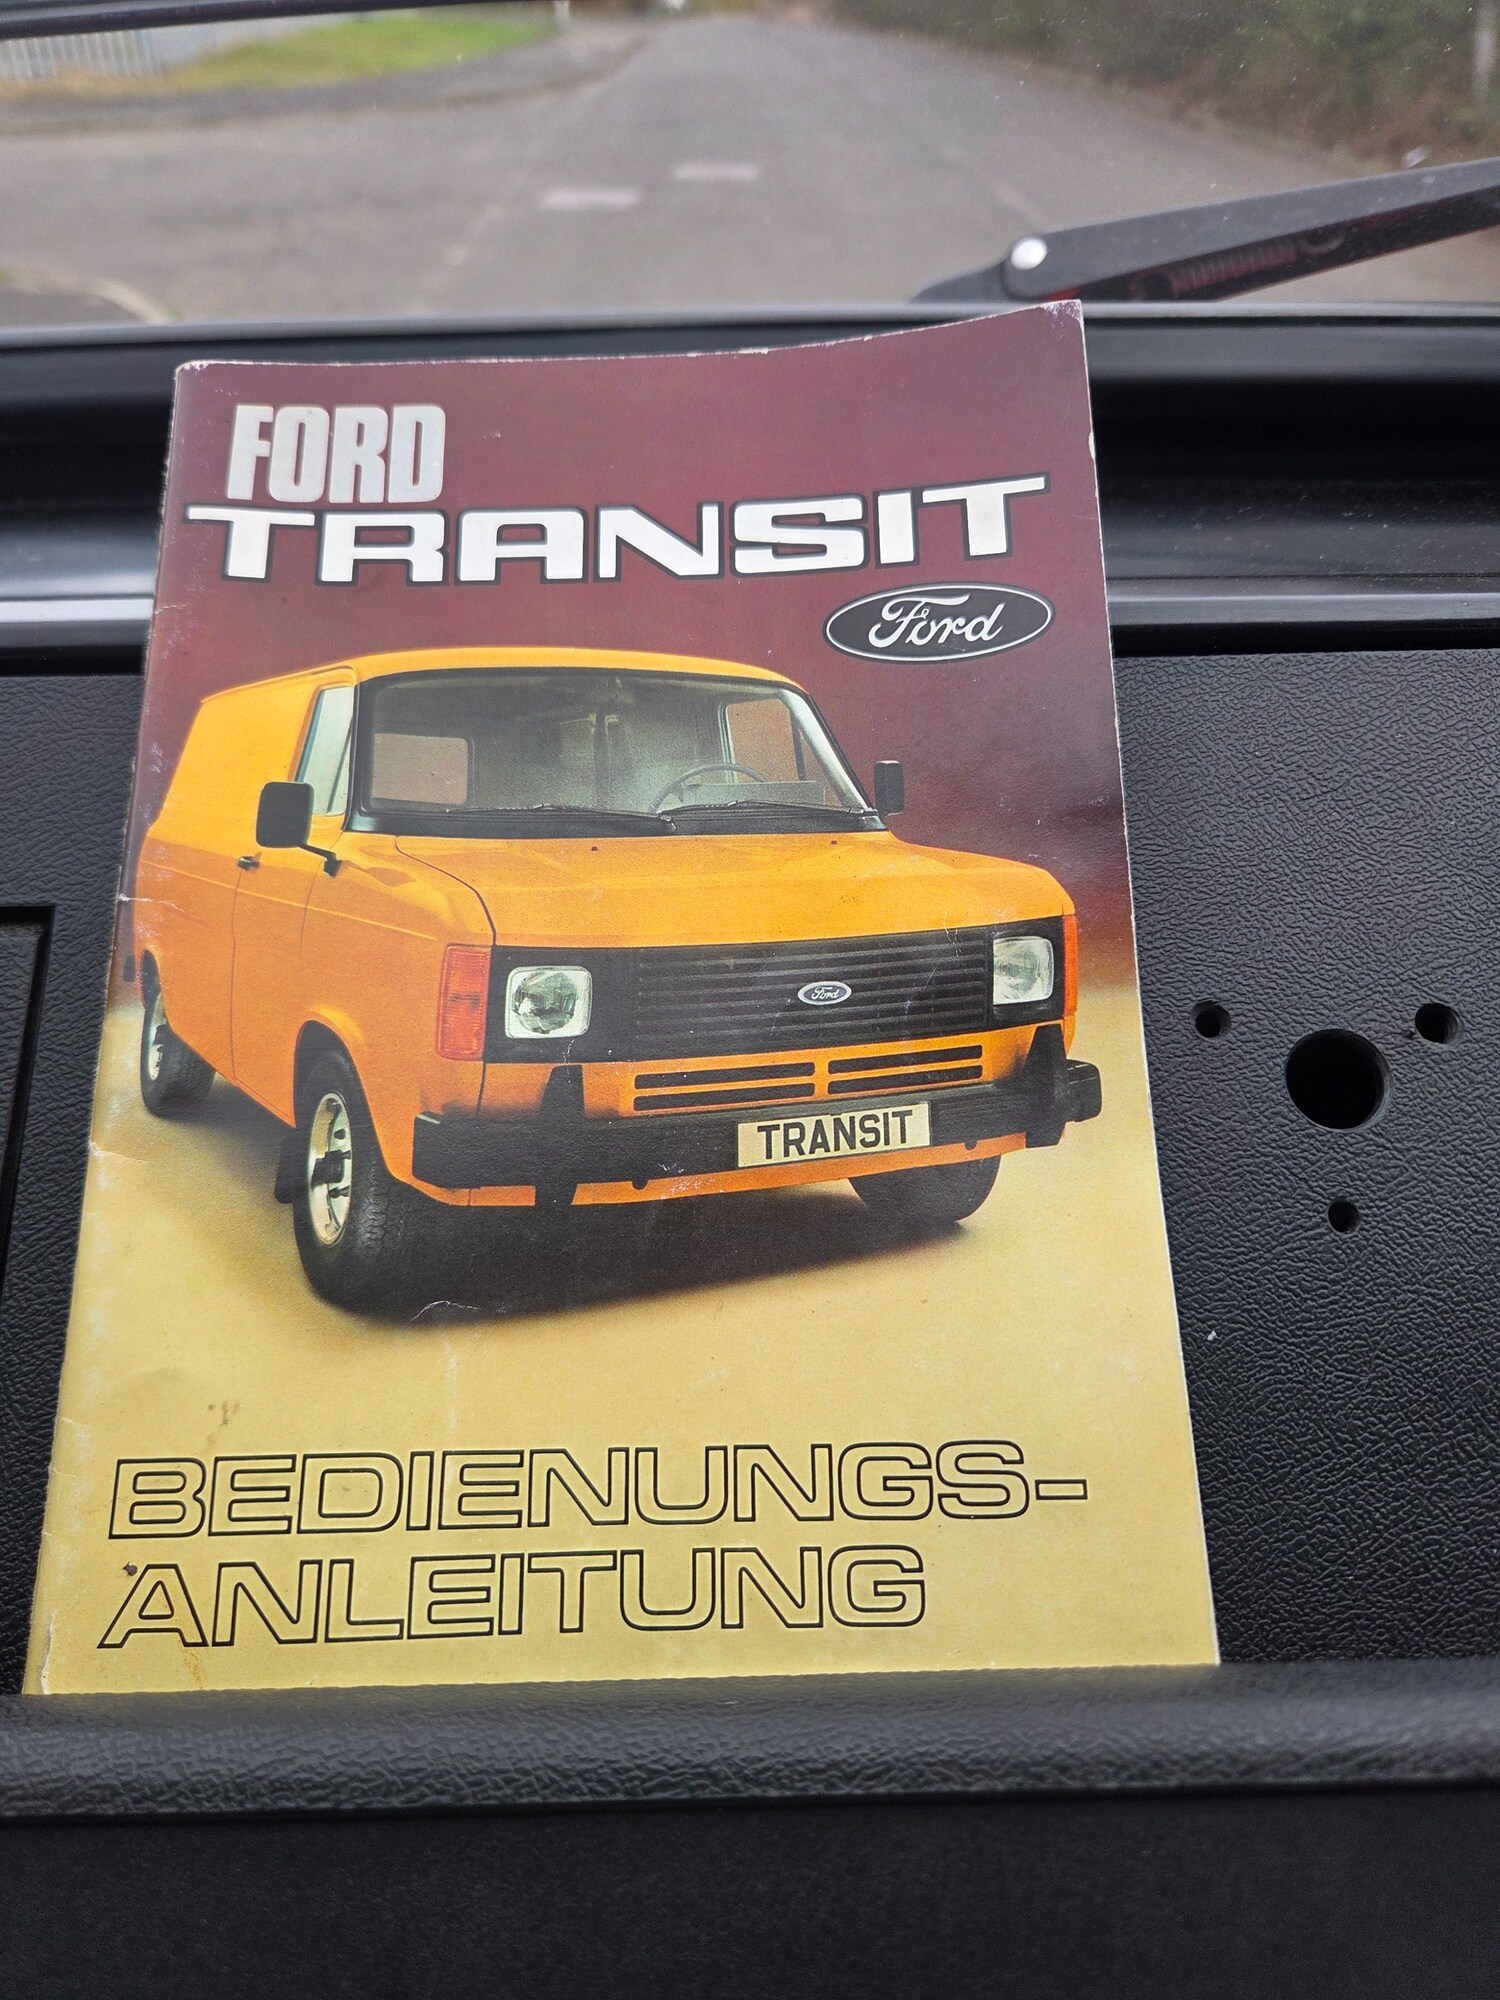 FORD
TRANSIT
Ford
Ford
TRANSIT
BEDIENUNGS-
ANLEITUNG